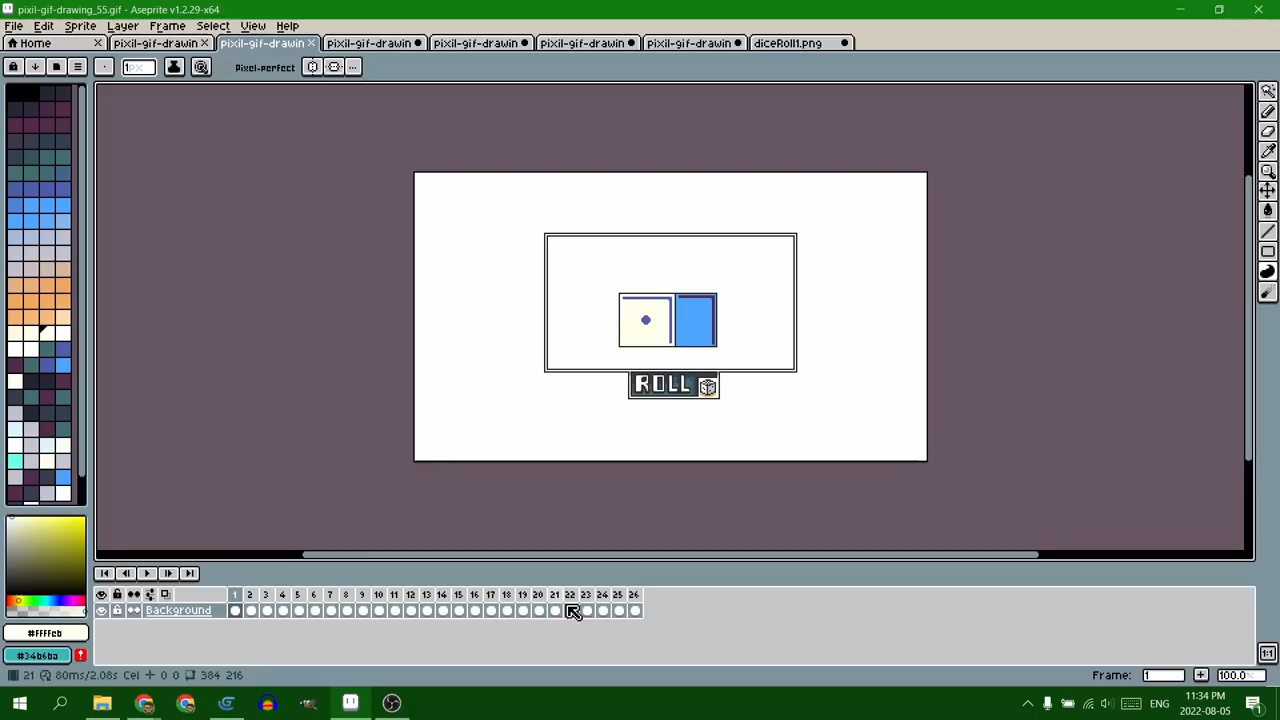 pixil-gif-drawing_55.gif - Aseprite v1.2.29-x64
File Edit Sprite Layer Frame Select View Help
Home pixil-gif-drawin pixil-gif-drawin pixil-gif-drawin pixil-gif-drawin pixil-gif-drawin pixil-gif-drawin diceRoll1.png
1px Pixel-perfect
ROLL
1 2 3 4 5 6 7 8 9 10 11 12 13 14 15 16 17 18 19 20 21 22 23 24 25 26
Background
#ffffeb
#34b6ba
21 80ms/2.08s Cel 384 216 Frame: 1 100.0
1:1
ENG 11:34 PM
2022-08-05
1